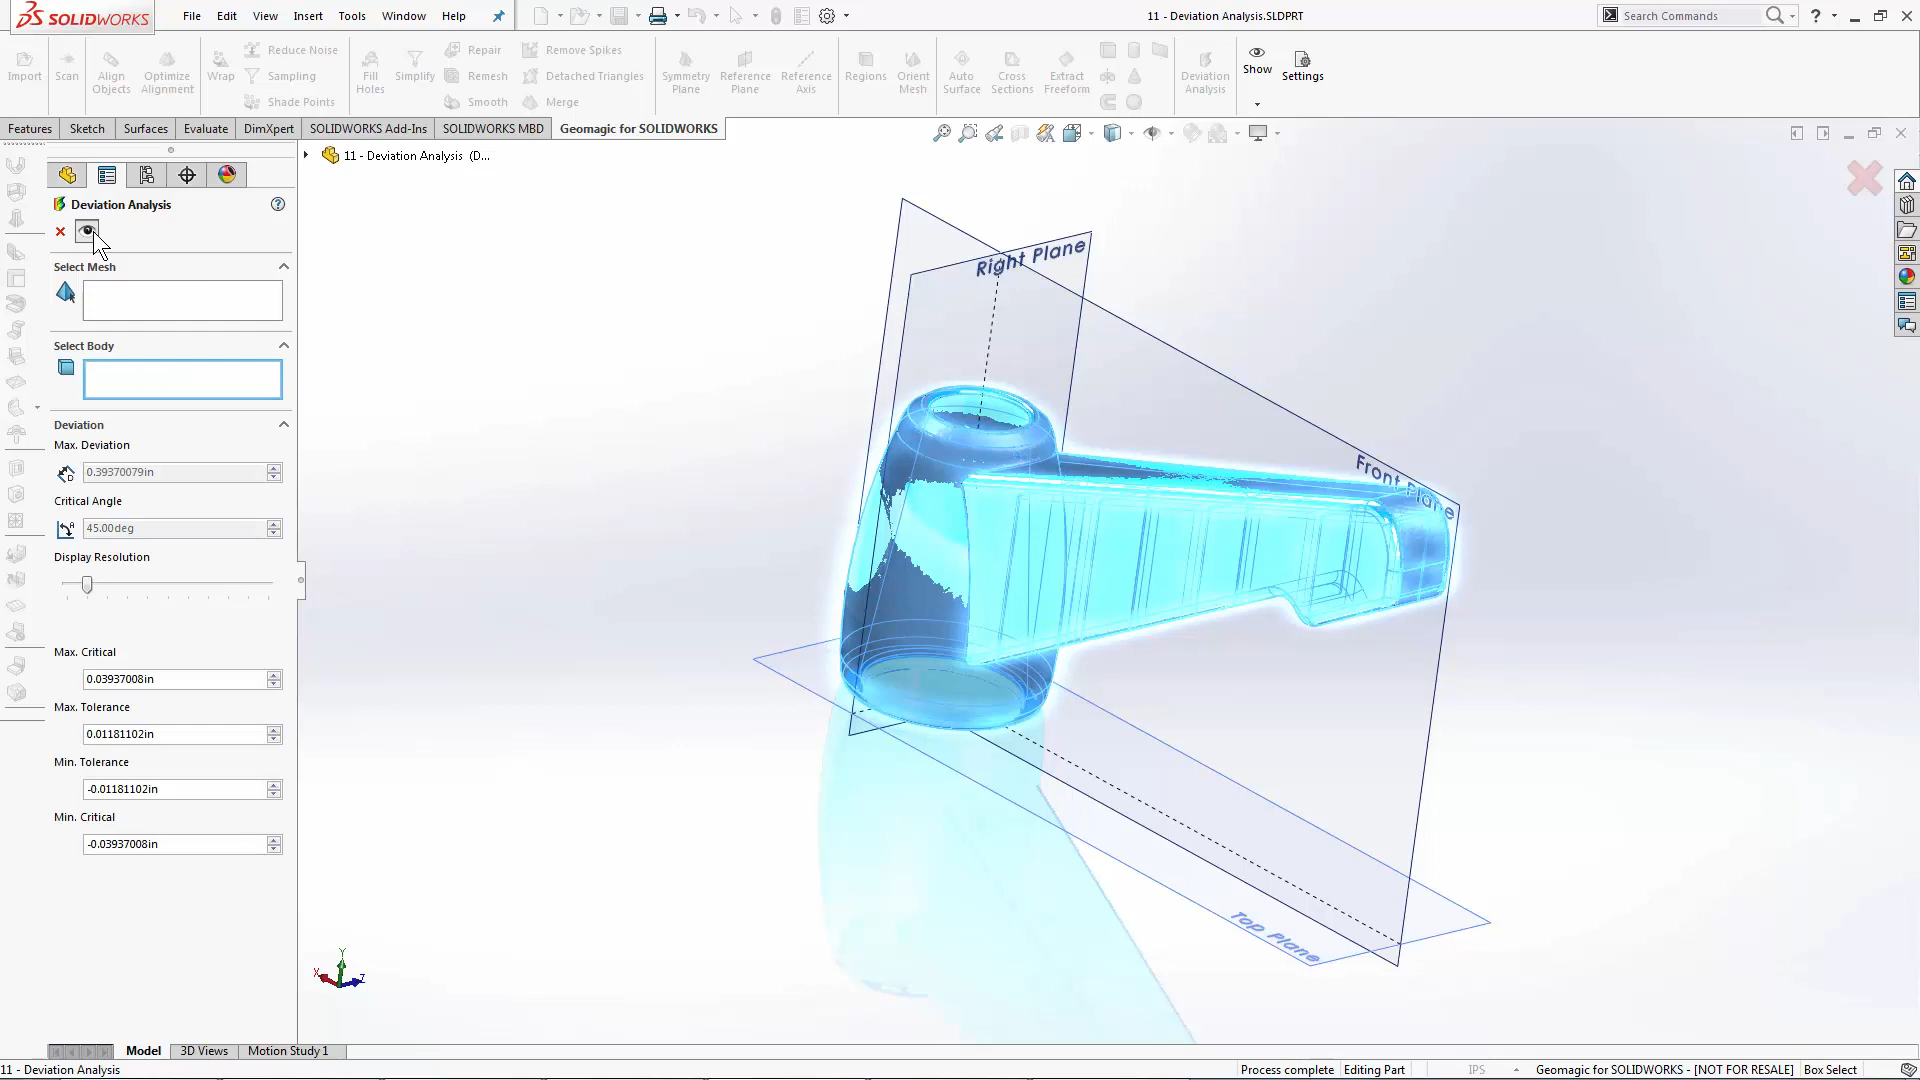 SOLIDWORKS
File Edit View Insert Tools Window Help
11 - Deviation Analysis.SLDPRT
Search Commands
Import
Scan
Align Objects
Optimize Alignment
Wrap
Reduce Noise
Sampling
Shade Points
Fill Holes
Simplify
Repair
Remesh
Smooth
Remove Spikes
Detached Triangles
Merge
Symmetry Plane
Reference Plane
Reference Axis
Regions
Orient Mesh
Auto Surface
Cross Sections
Extract Freeform
Deviation Analysis
Show
Settings
Features Sketch Surfaces Evaluate DimXpert SOLIDWORKS Add-Ins SOLIDWORKS MBD Geomagic for SOLIDWORKS
11 - Deviation Analysis (D...
Deviation Analysis
Select Mesh
Select Body
Deviation
Max. Deviation
0.39370079in
Critical Angle
45.00deg
Display Resolution
Max. Critical
0.03937008in
Max. Tolerance
0.01181102in
Min. Tolerance
-0.01181102in
Min. Critical
-0.03937008in
Right Plane
Front Plane
Top Plane
Y
X
Z
Model 3D Views Motion Study 1
11 - Deviation Analysis
Process complete Editing Part IPS Geomagic for SOLIDWORKS - [NOT FOR RESALE] Box Select